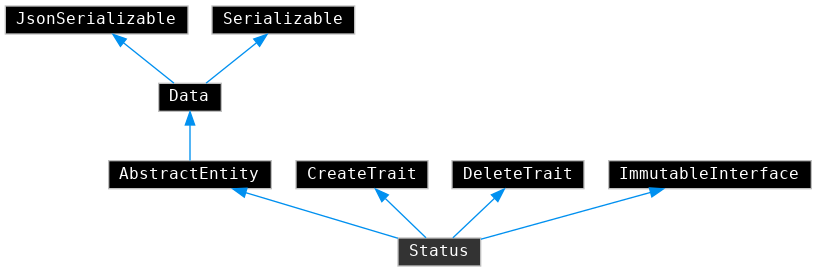 JsonSerializable
Serializable
Data
AbstractEntity
CreateTrait
DeleteTrait
ImmutableInterface
Status